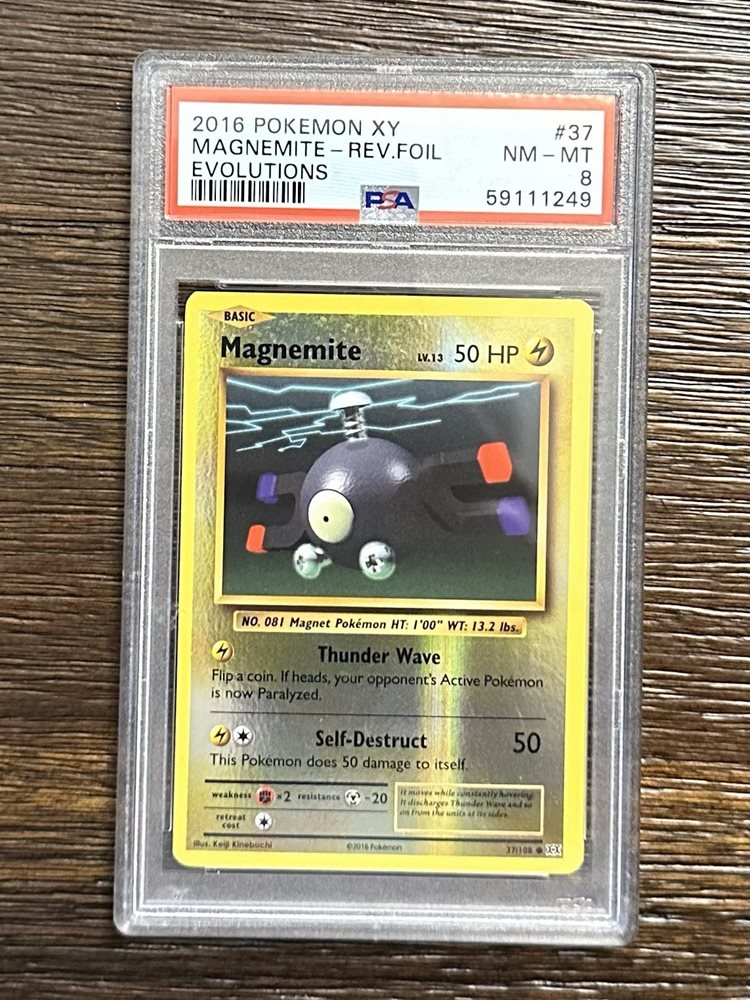 2016 POKEMON XY #37
MAGNEMITE - REV.FOIL NM - MT
EVOLUTIONS 8
PSA 59111249
BASIC
Magnemite LV.13 50 HP
NO. 081 Magnet Pokémon HT: 1'00" WT: 13.2 lbs.
Thunder Wave
Flip a coin. If heads, your opponent's Active Pokémon
is now Paralyzed.
Self-Destruct 50
This Pokémon does 50 damage to itself.
weakness ×2 resistance -20
retreat
cost
It moves while constantly hovering.
It discharges Thunder Wave and so
on from the units at its sides.
Illus. Keiji Kinebuchi ©2016 Pokémon 37/108